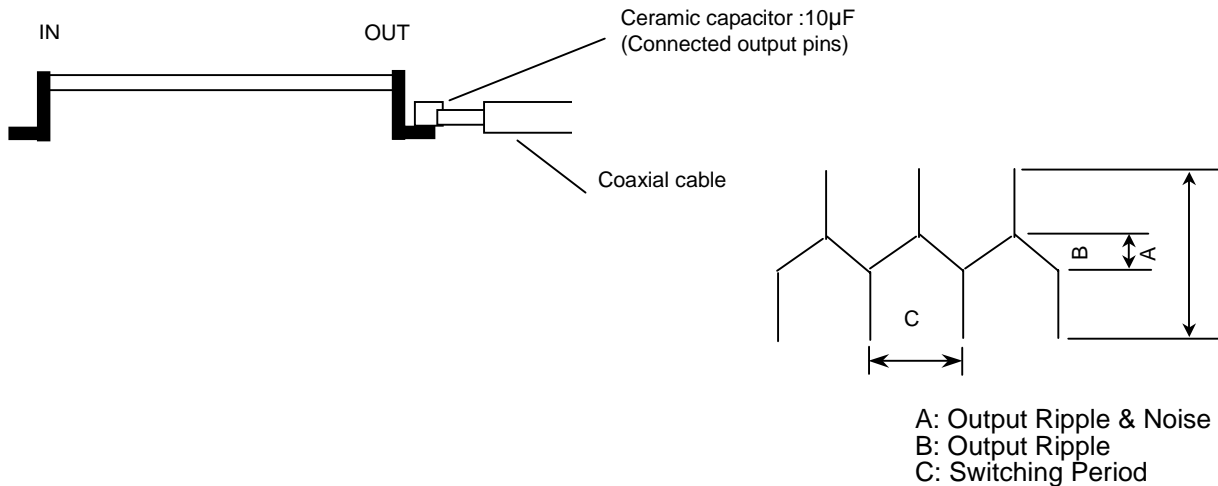 IN
OUT
Ceramic capacitor :10µF
(Connected output pins)
Coaxial cable
B
A
C
A: Output Ripple & Noise
B: Output Ripple
C: Switching Period